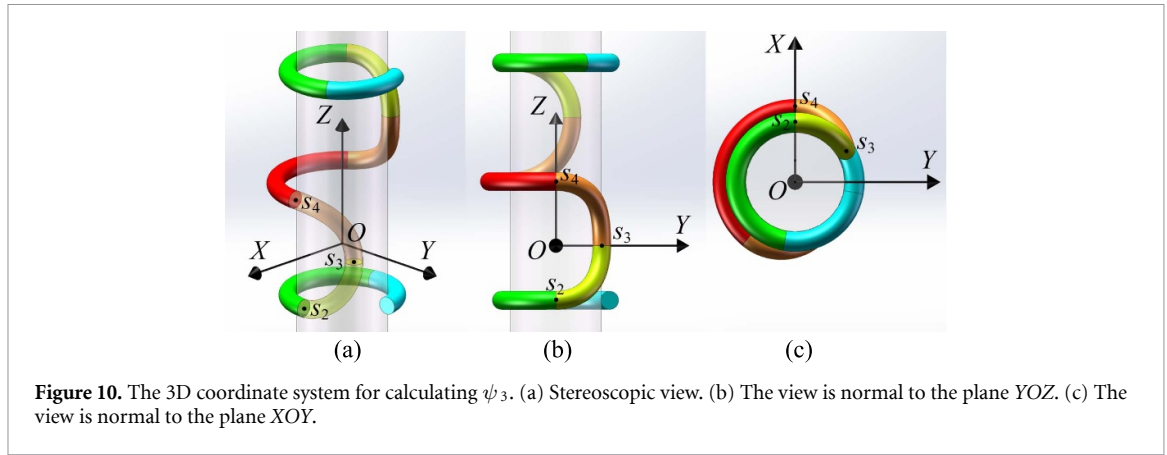 Z
s4
O
X
Y
s3
s2
(a)
Z
s4
s3
Y
O
s2
(b)
X
s4
s2
s3
Y
O
(c)
Figure 10. The 3D coordinate system for calculating ψ3. (a) Stereoscopic view. (b) The view is normal to the plane YOZ. (c) The
view is normal to the plane XOY.